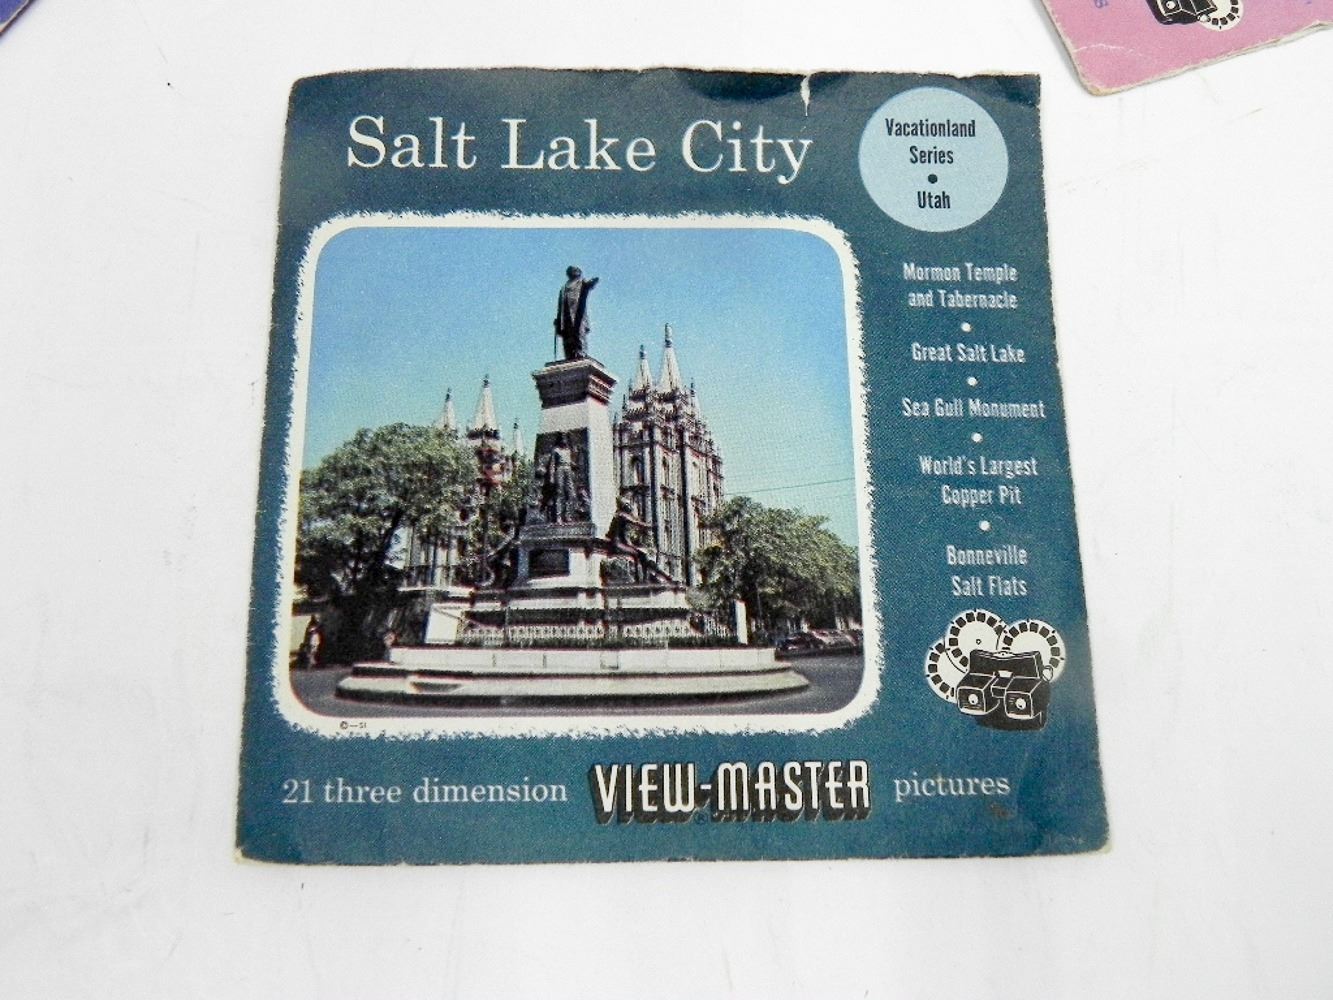 Salt Lake City
Vacationland
Series
•
Utah
Mormon Temple
and Tabernacle
•
Great Salt Lake
•
Sea Gull Monument
•
World's Largest
Copper Pit
•
Bonneville
Salt Flats
©—SI
21 three dimension VIEW-MASTER® pictures